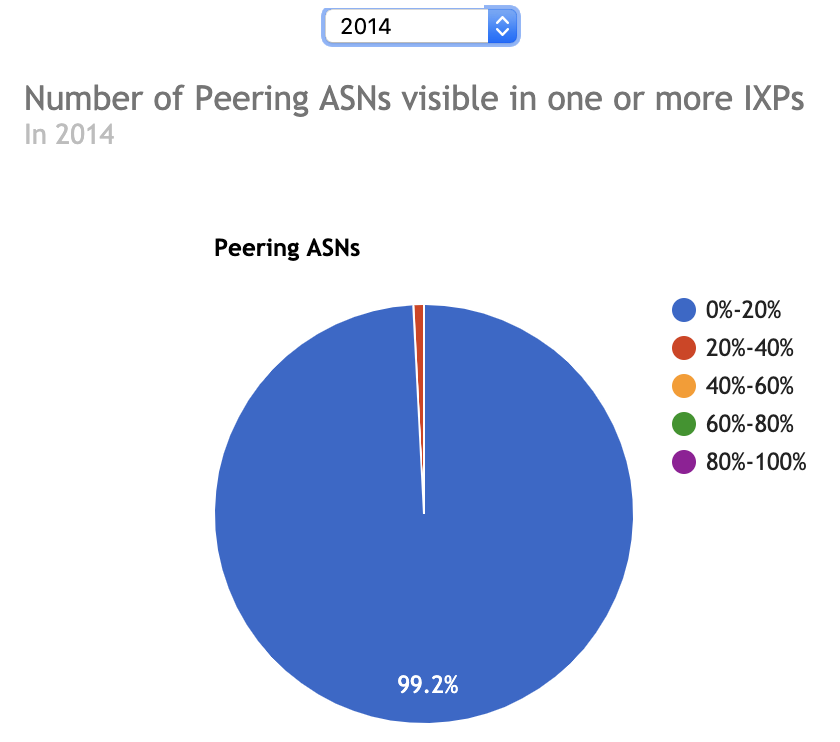 2014
Number of Peering ASNs visible in one or more IXPs
In 2014
Peering ASNs
0%-20%
20%-40%
40%-60%
60%-80%
80%-100%
99.2%